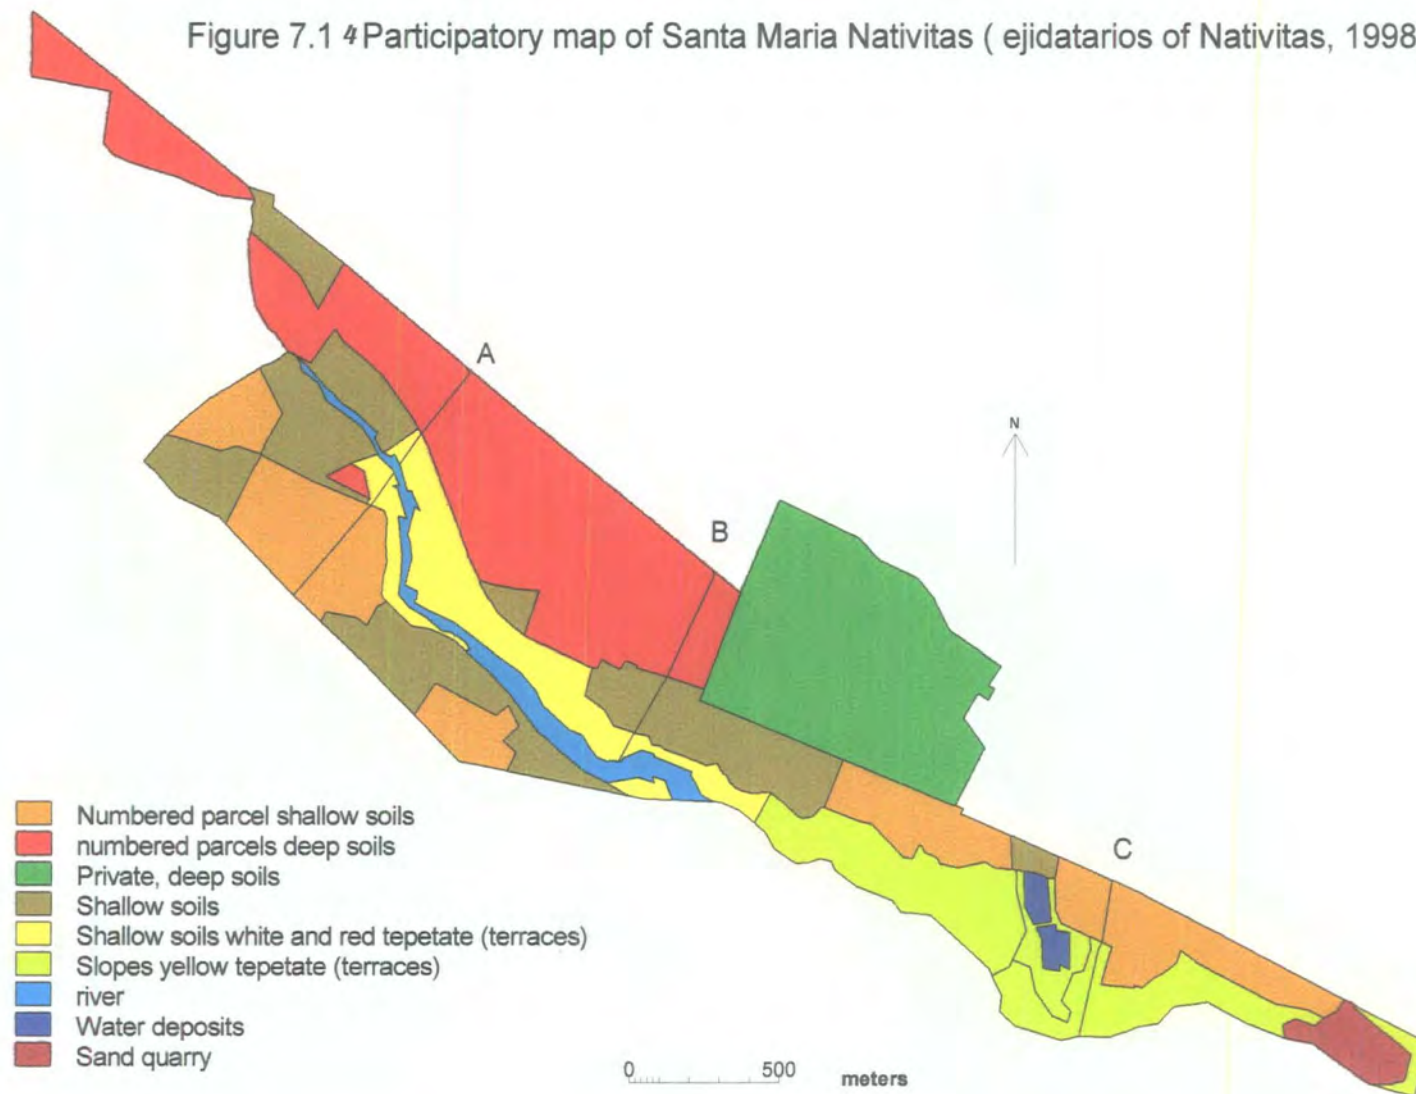 Figure 7.1 4 Participatory map of Santa Maria Nativitas ( ejidatarios of Nativitas, 1998
A
B
N
C
Numbered parcel shallow soils
numbered parcels deep soils
Private, deep soils
Shallow soils
Shallow soils white and red tepetate (terraces)
Slopes yellow tepetate (terraces)
river
Water deposits
Sand quarry
0 500 meters